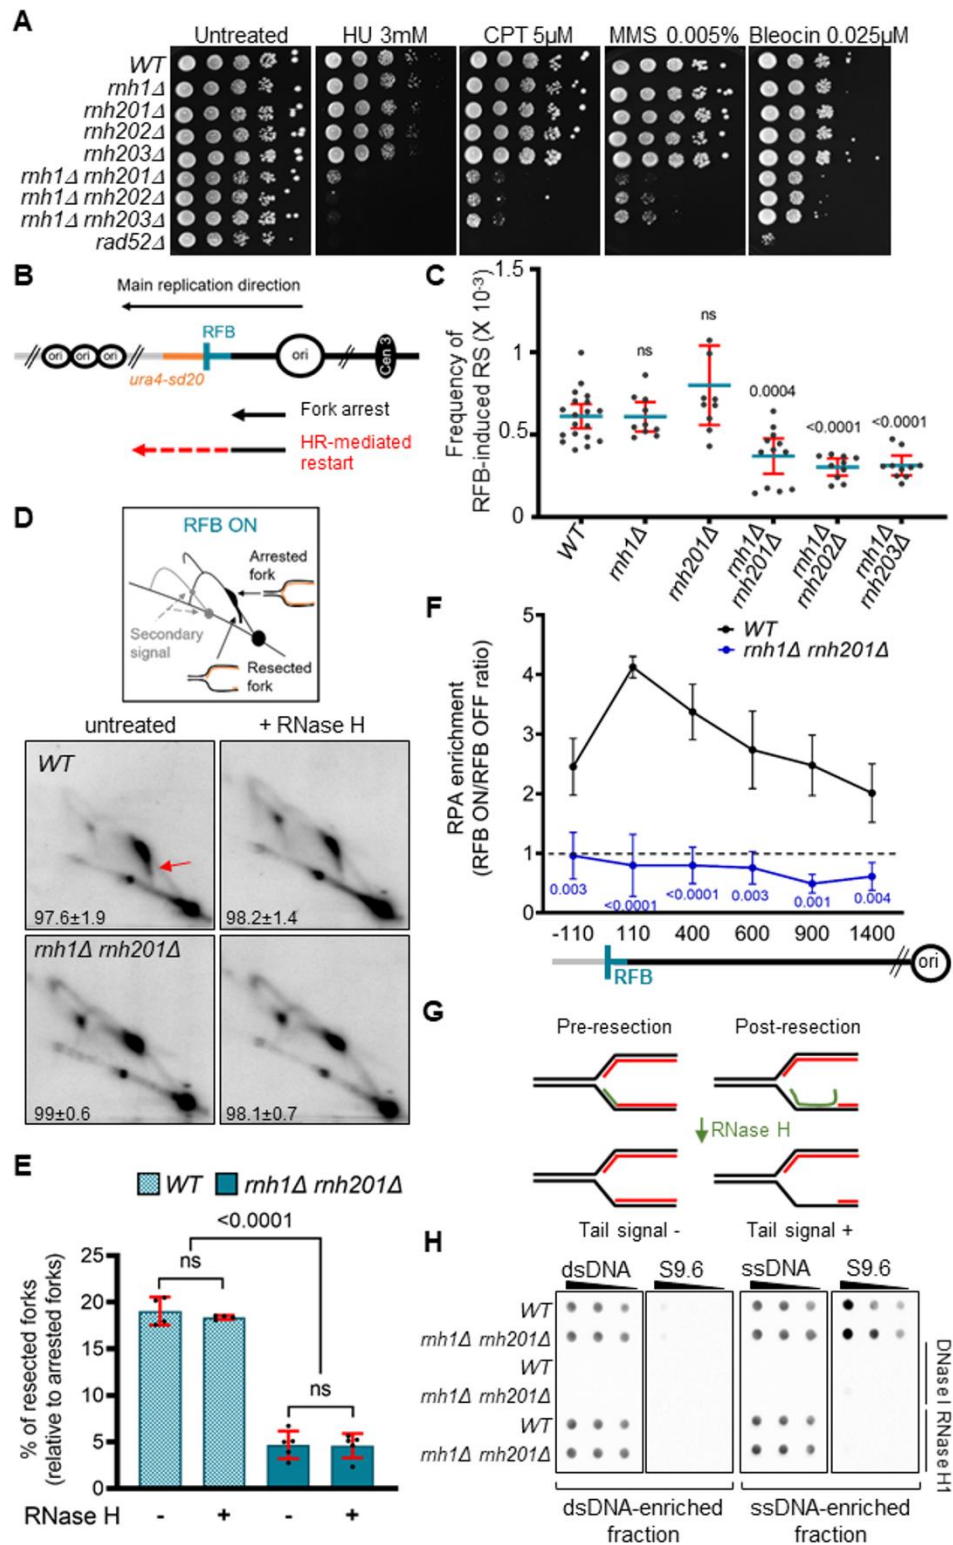 A
Untreated HU 3mM CPT 5µM MMS 0.005% Bleocin 0.025µM
WT
rnh1Δ
rnh201Δ
rnh202Δ
rnh203Δ
rnh1Δ rnh201Δ
rnh1Δ rnh202Δ
rnh1Δ rnh203Δ
rad52Δ
B
Main replication direction
RFB
ori ori ori
ori
Cen 3
ura4-sd20
Fork arrest
HR-mediated
restart
C
Frequency of
RFB-induced RS (X 10⁻³)
1.5
1
0.5
0
ns
ns
0.0004
<0.0001
<0.0001
WT
rnh1Δ
rnh201Δ
rnh1Δ
rnh201Δ
rnh1Δ
rnh202Δ
rnh1Δ
rnh203Δ
D
RFB ON
Arrested
fork
Secondary
signal
Resected
fork
untreated + RNase H
WT
97.6±1.9
98.2±1.4
rnh1Δ rnh201Δ
99±0.6
98.1±0.7
E
WT rnh1Δ rnh201Δ
<0.0001
ns
ns
% of resected forks
(relative to arrested forks)
25
20
15
10
5
0
RNase H - + - +
F
WT
rnh1Δ rnh201Δ
RPA enrichment
(RFB ON/RFB OFF ratio)
5
4
3
2
1
0
0.003
<0.0001
<0.0001
0.003
0.001
0.004
-110 110 400 600 900 1400
RFB
ori
G
Pre-resection Post-resection
RNase H
Tail signal - Tail signal +
H
dsDNA S9.6 ssDNA S9.6
WT
rnh1Δ rnh201Δ
WT
rnh1Δ rnh201Δ
WT
rnh1Δ rnh201Δ
DNase I
RNase H1
dsDNA-enriched
fraction
ssDNA-enriched
fraction